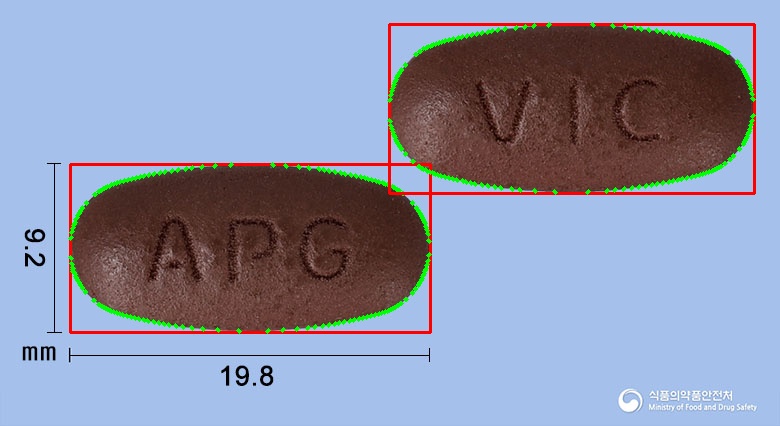 VIC
APG
9.2
mm
19.8
식품의약품안전처
Ministry of Food and Drug Safety